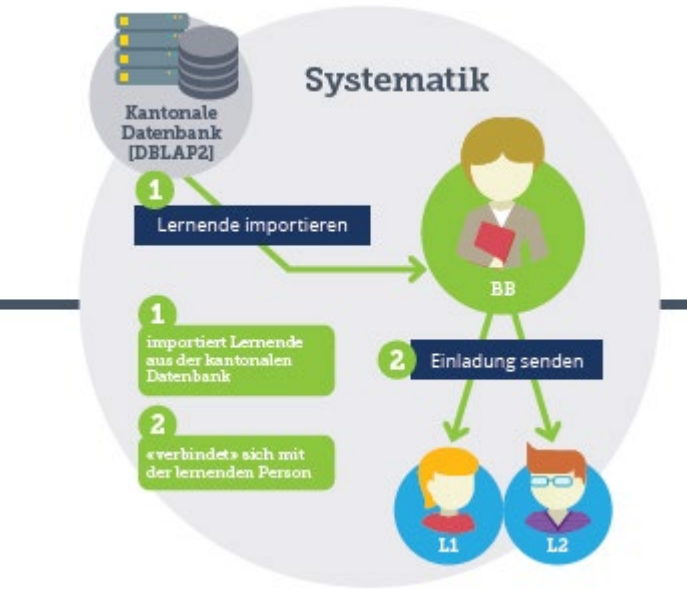 Systematik
Kantonale
Datenbank
[DBLAP2]
1
Lernende importieren
BB
1
importiert Lernende
aus der kantonalen
Datenbank
2
Einladung senden
2
«verbindet» sich mit
der lernenden Person
L1
L2